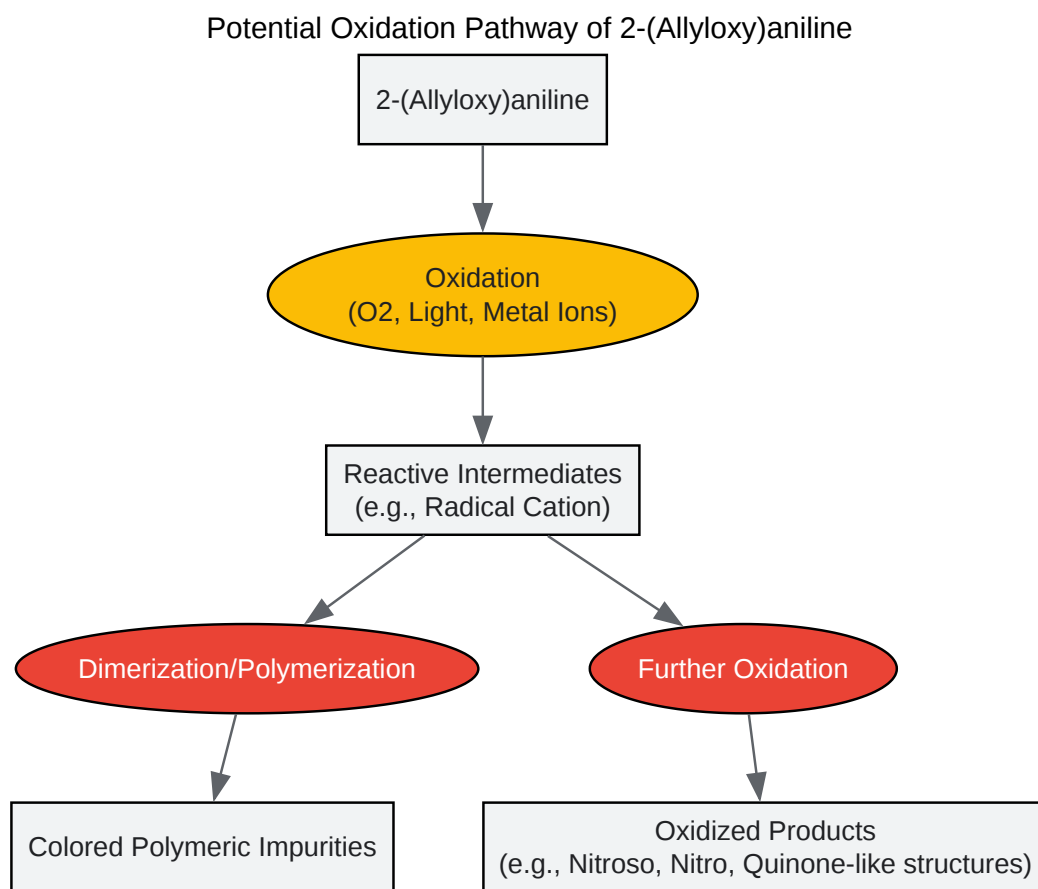 Potential Oxidation Pathway of 2-(Allyloxy)aniline
2-(Allyloxy)aniline
Oxidation
(O2, Light, Metal Ions)
Reactive Intermediates
(e.g., Radical Cation)
Dimerization/Polymerization
Further Oxidation
Colored Polymeric Impurities
Oxidized Products
(e.g., Nitroso, Nitro, Quinone-like structures)